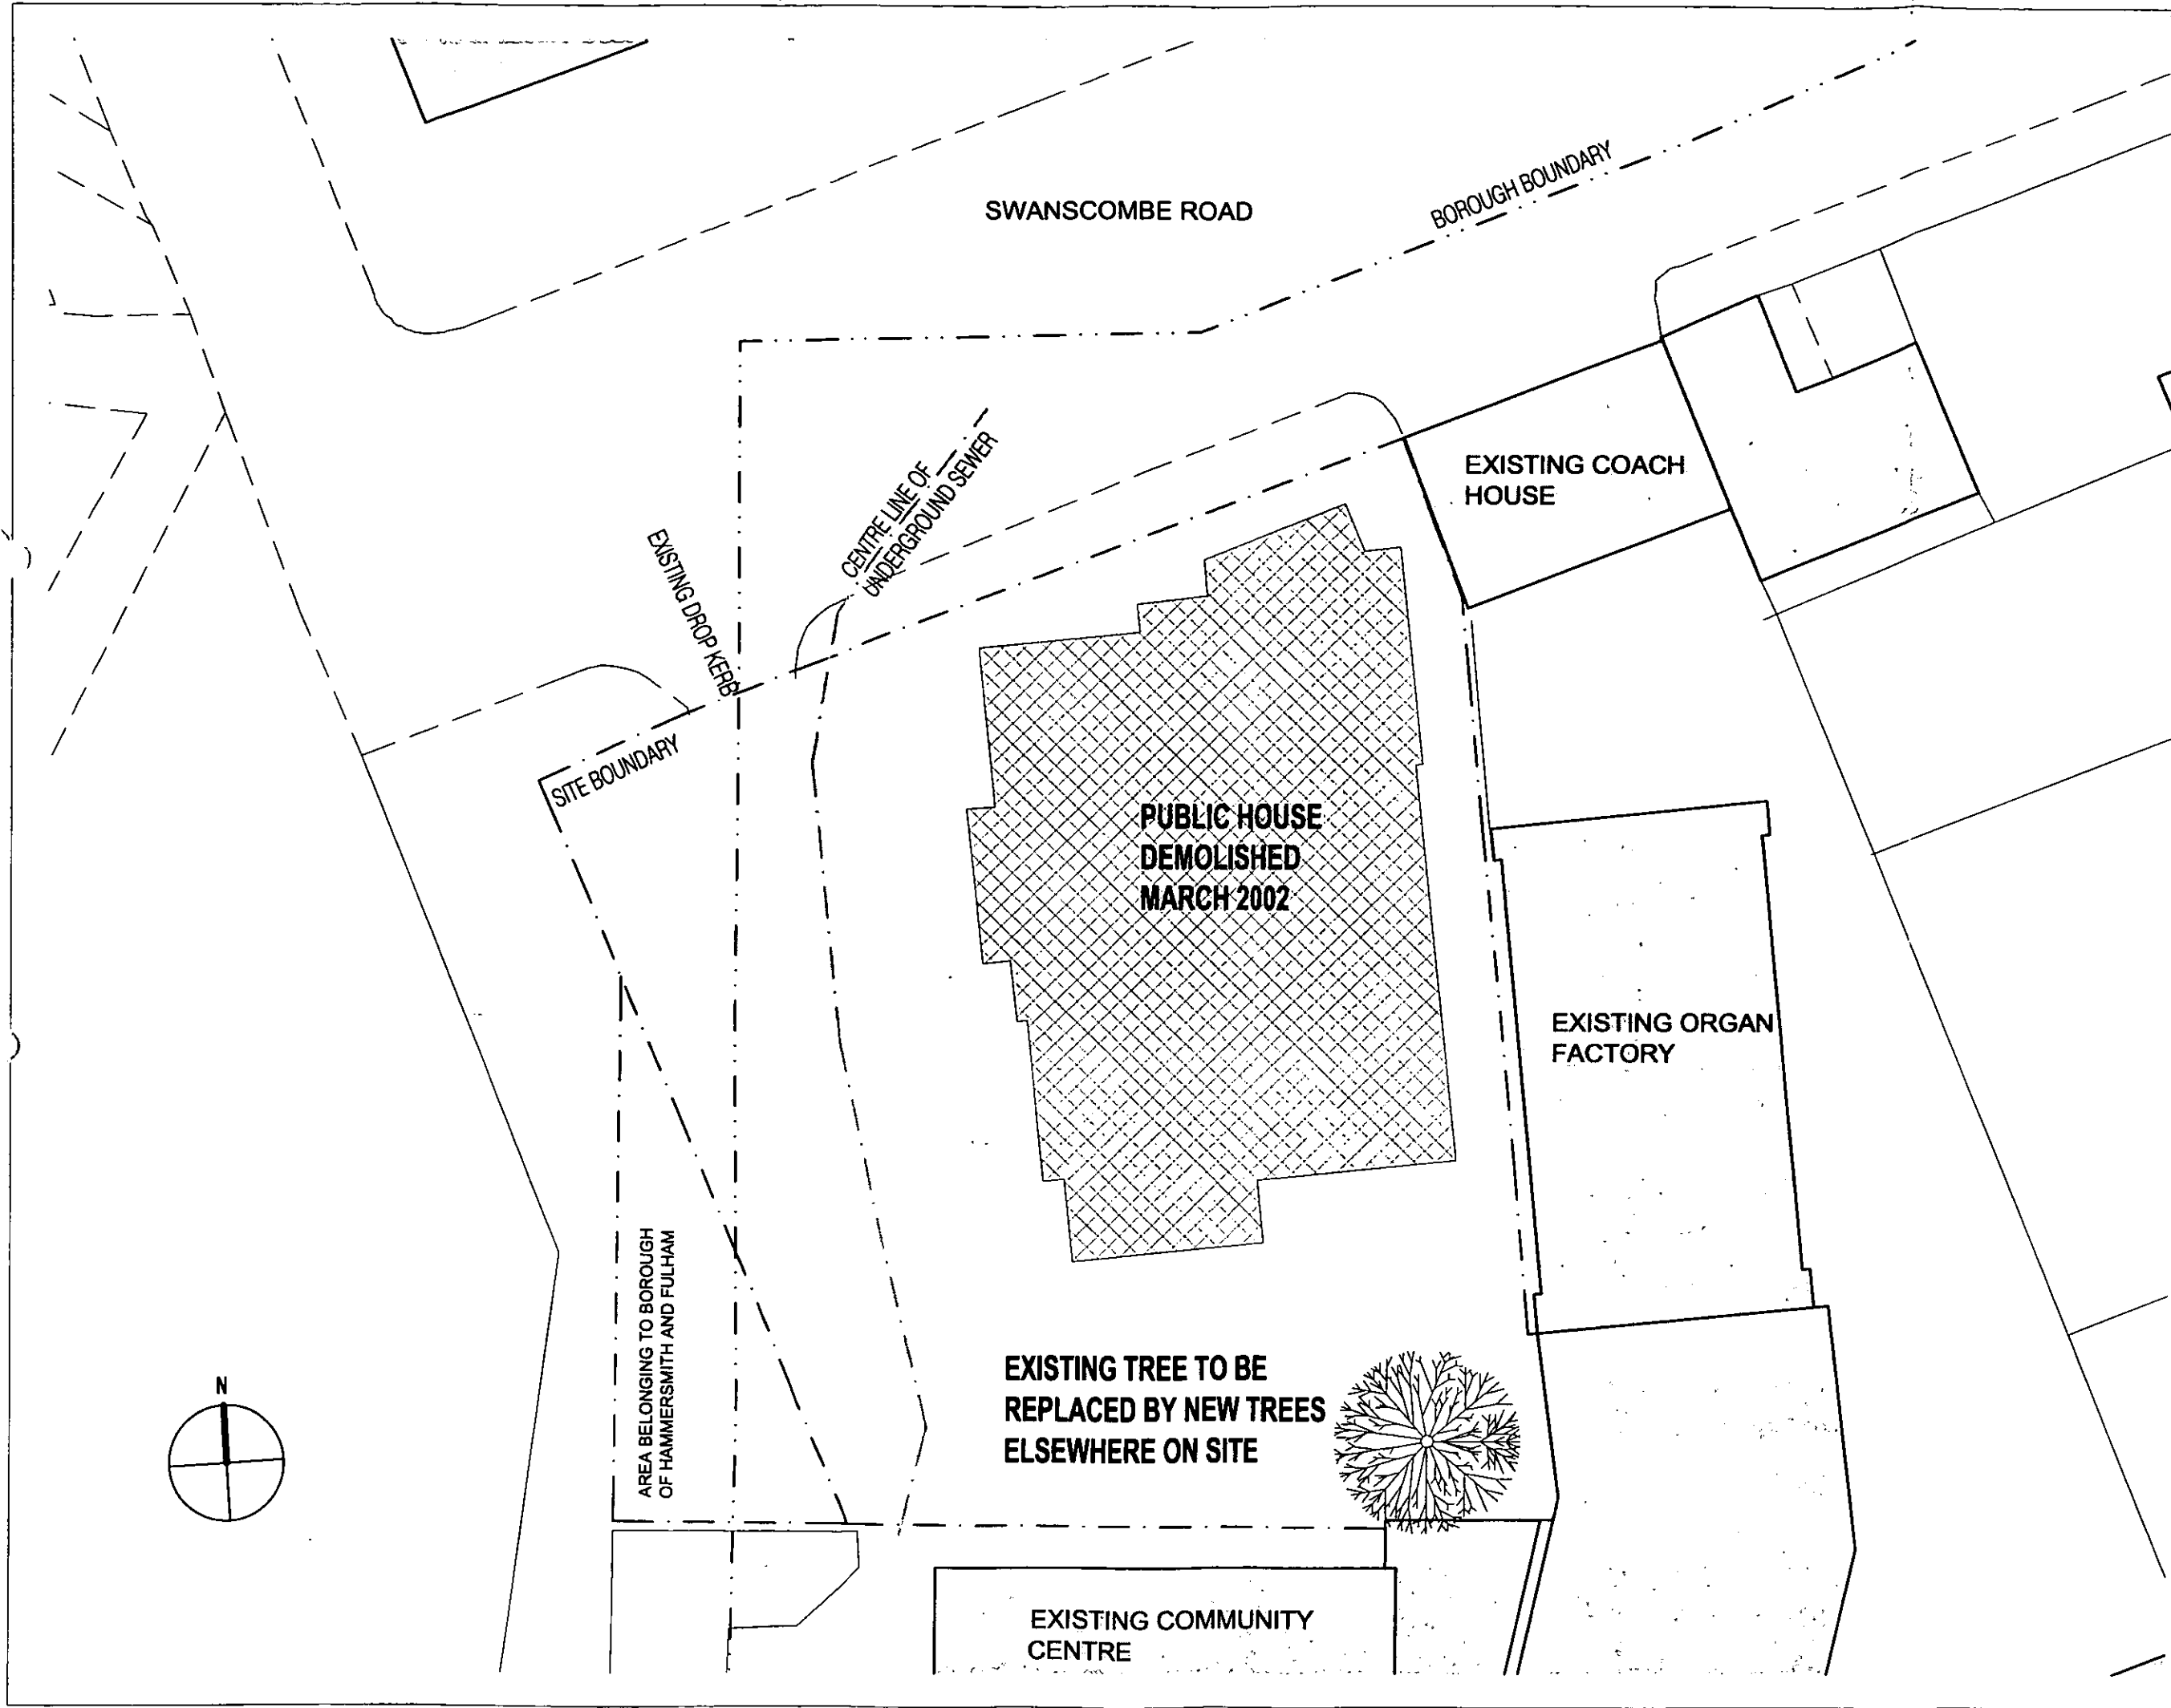 SWANSCOMBE ROAD
BOROUGH BOUNDARY
EXISTING COACH
HOUSE
CENTRE LINE OF
UNDERGROUND SEWER
EXISTING DROP KERB
SITE BOUNDARY
PUBLIC HOUSE
DEMOLISHED
MARCH 2002
EXISTING ORGAN
FACTORY
AREA BELONGING TO BOROUGH
OF HAMMERSMITH AND FULHAM
EXISTING TREE TO BE
REPLACED BY NEW TREES
ELSEWHERE ON SITE
N
EXISTING COMMUNITY
CENTRE